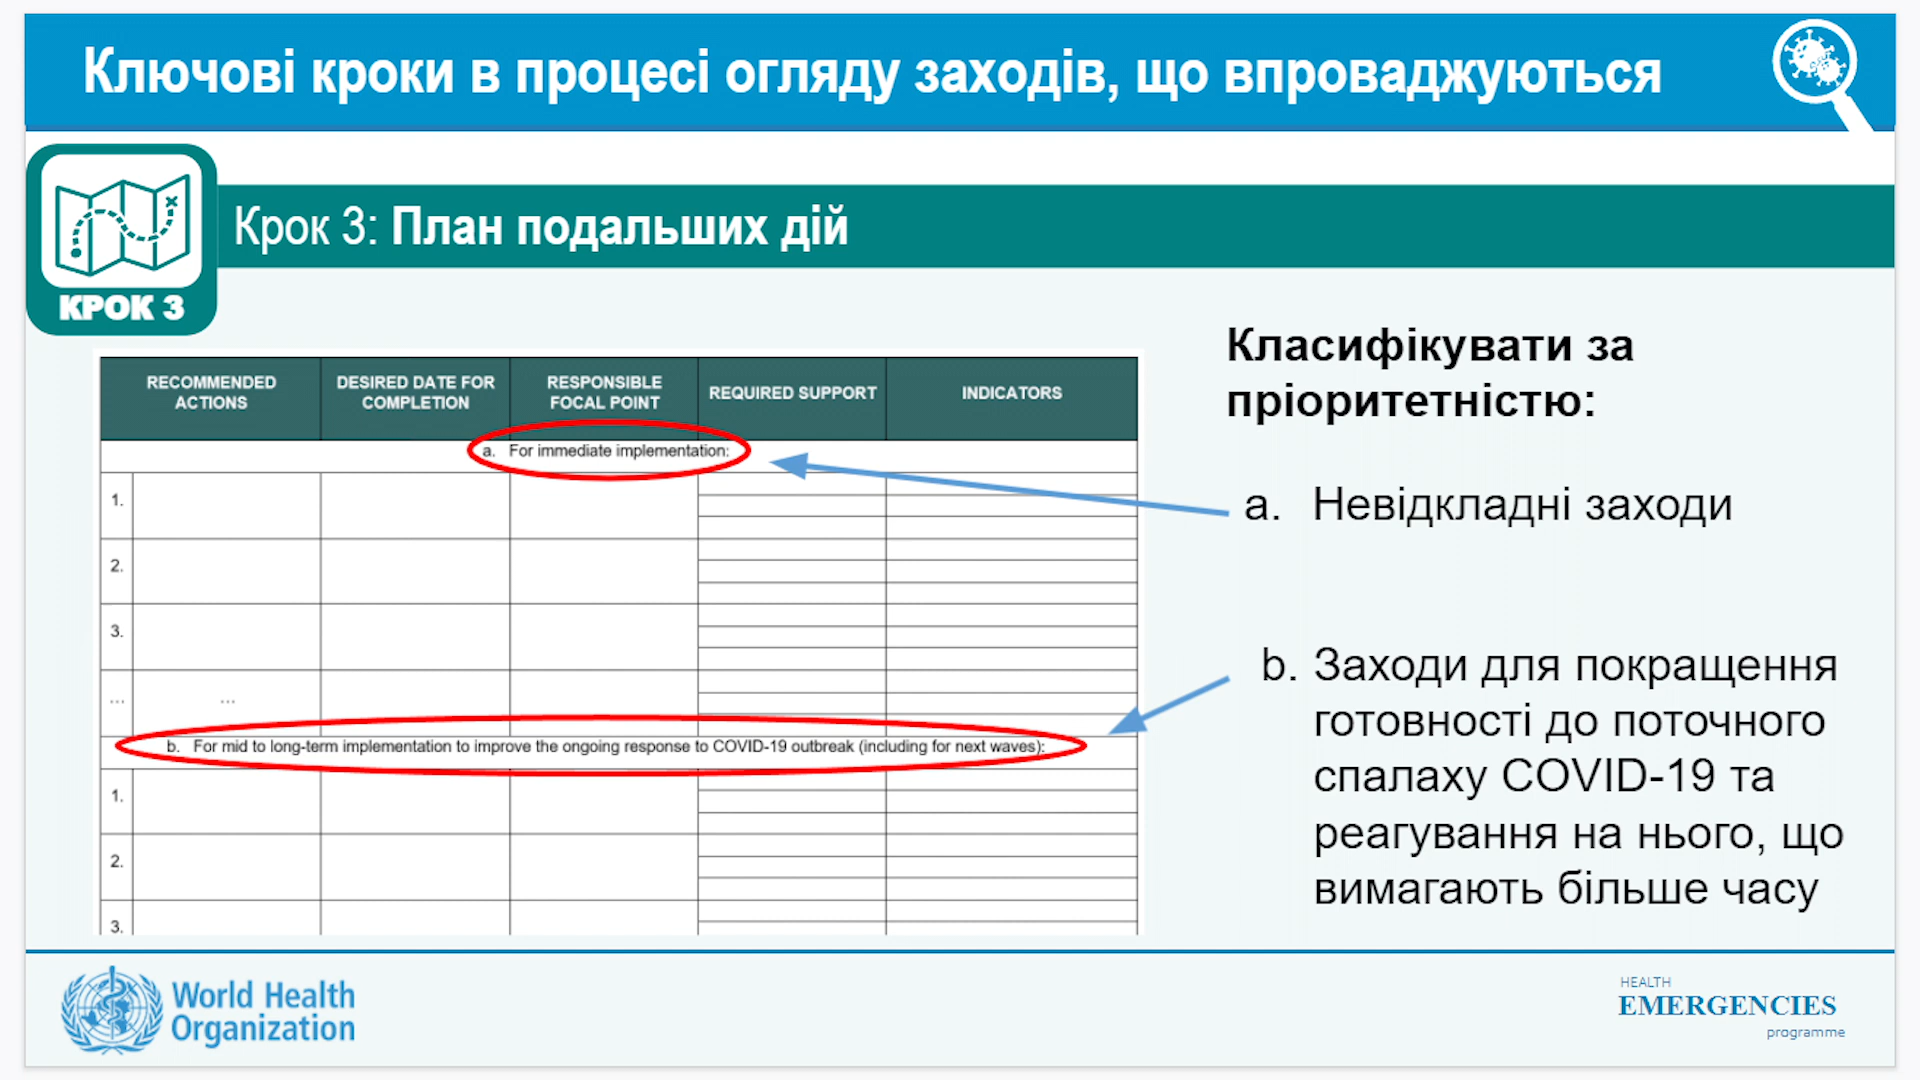 Ключові кроки в процесі огляду заходів, що впроваджуються
КРОК 3
Крок 3: План подальших дій
RECOMMENDED ACTIONS
DESIRED DATE FOR COMPLETION
RESPONSIBLE FOCAL POINT
REQUIRED SUPPORT
INDICATORS
a. For immediate implementation:
1.
2.
3.
... ...
b. For mid to long-term implementation to improve the ongoing response to COVID-19 outbreak (including for next waves):
1.
2.
3.
Класифікувати за
пріоритетністю:
a. Невідкладні заходи
b. Заходи для покращення
готовності до поточного
спалаху COVID-19 та
реагування на нього, що
вимагають більше часу
World Health
Organization
HEALTH
EMERGENCIES
programme